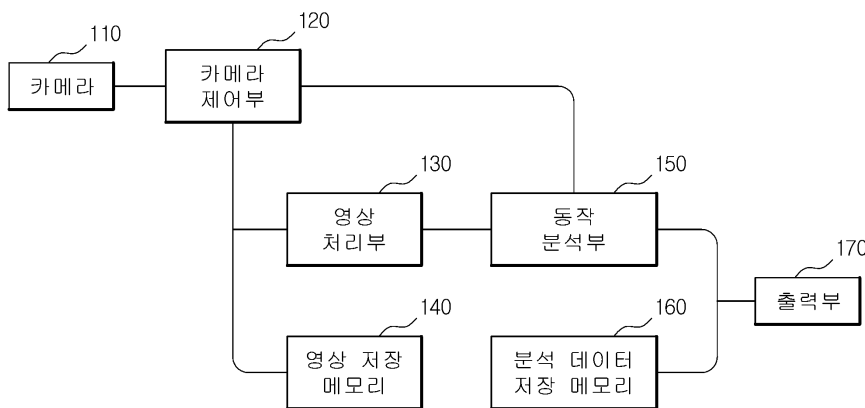 110
카메라
120
카메라
제어부
130
영상
처리부
150
동작
분석부
170
출력부
140
영상 저장
메모리
160
분석 데이터
저장 메모리